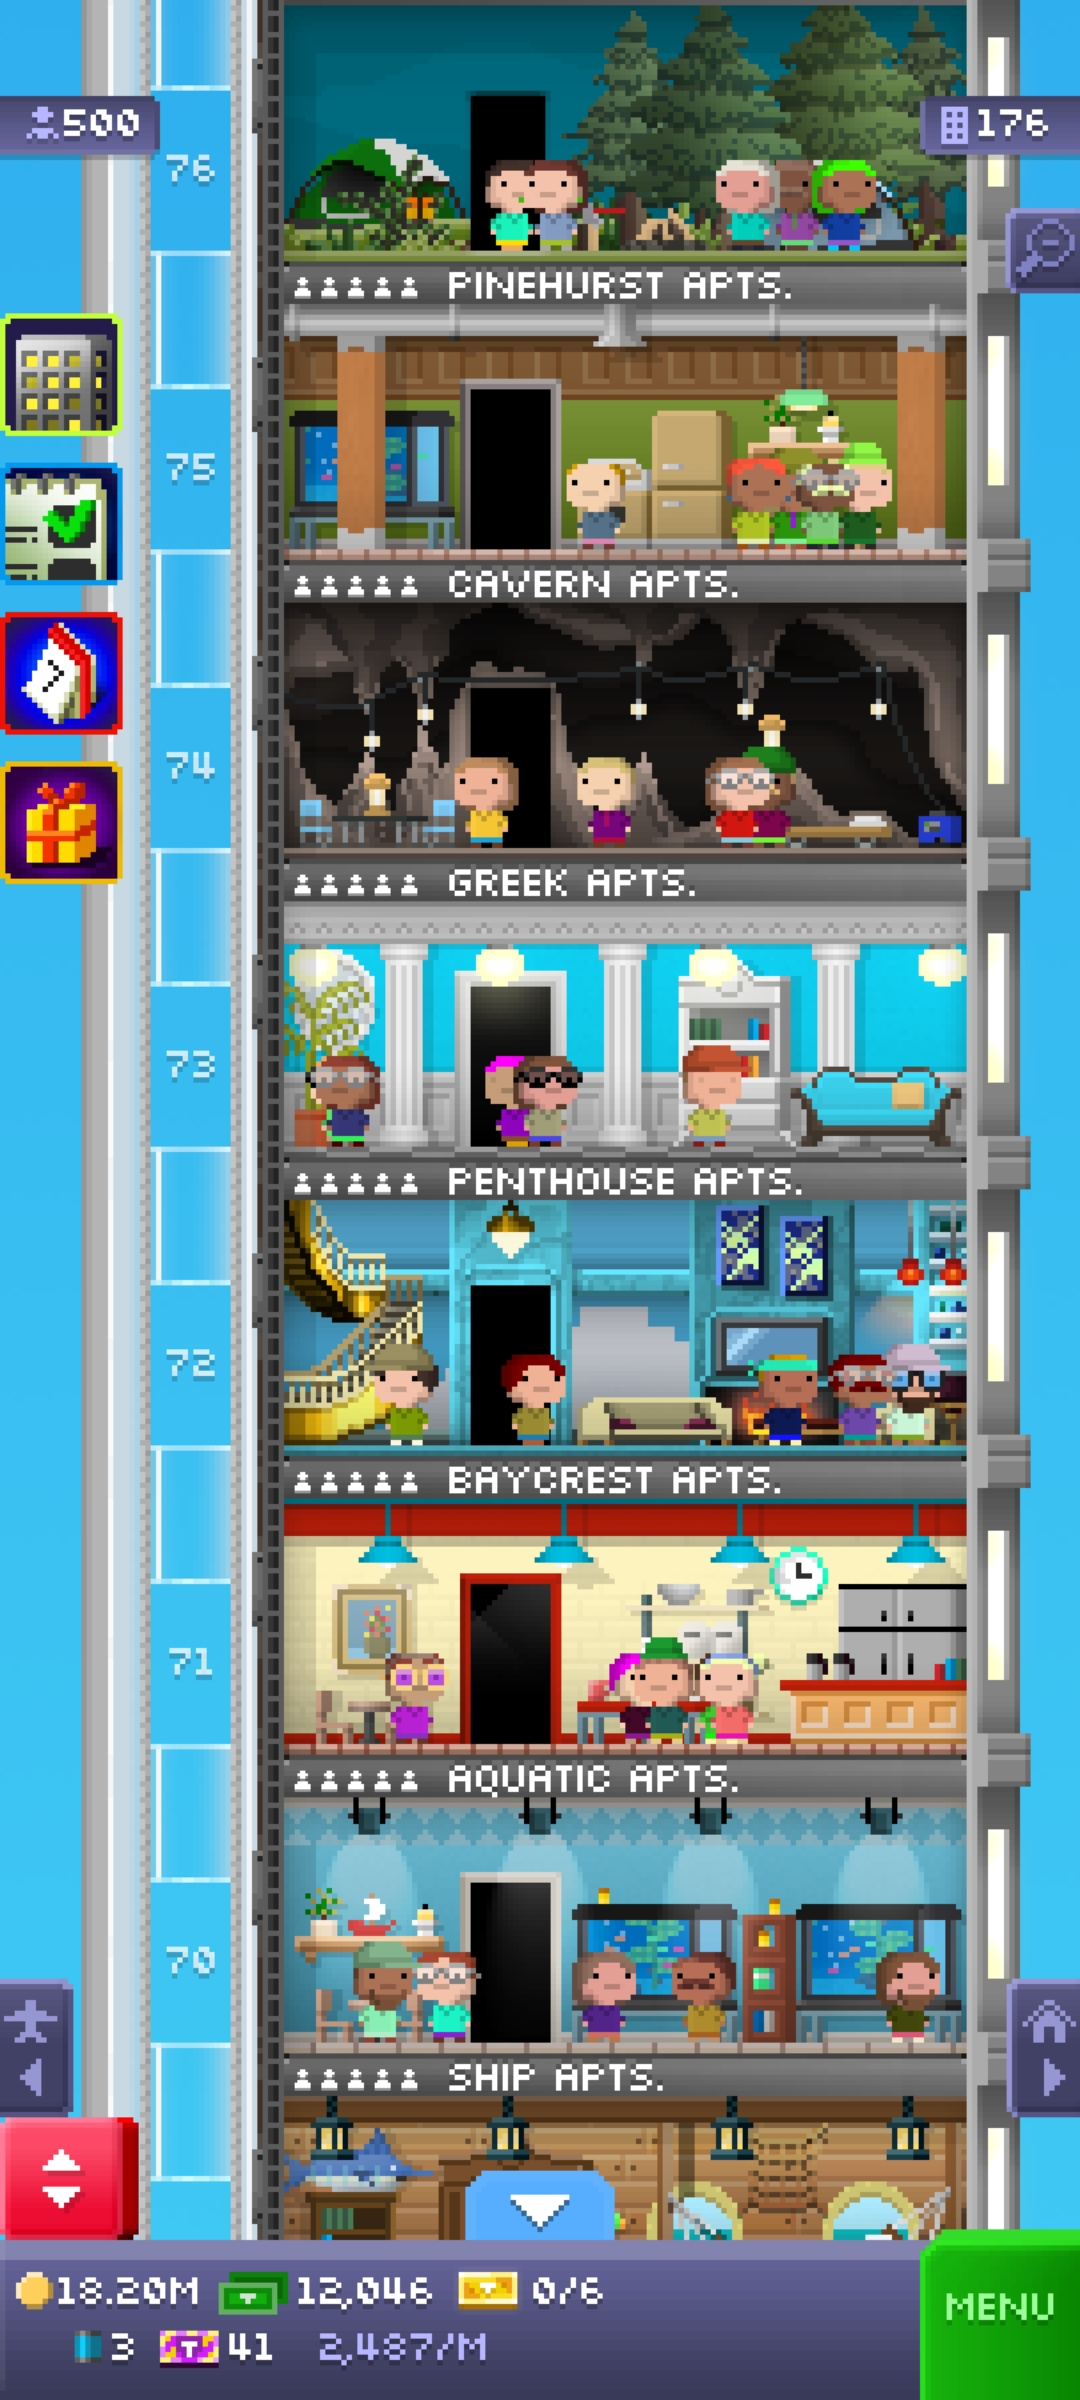 500
176
76
PINEHURST APTS.
75
CAVERN APTS.
74
GREEK APTS.
73
PENTHOUSE APTS.
72
BAYCREST APTS.
71
AQUATIC APTS.
70
SHIP APTS.
18.20M 12,046 0/6
MENU
3 T 41 2,487/M